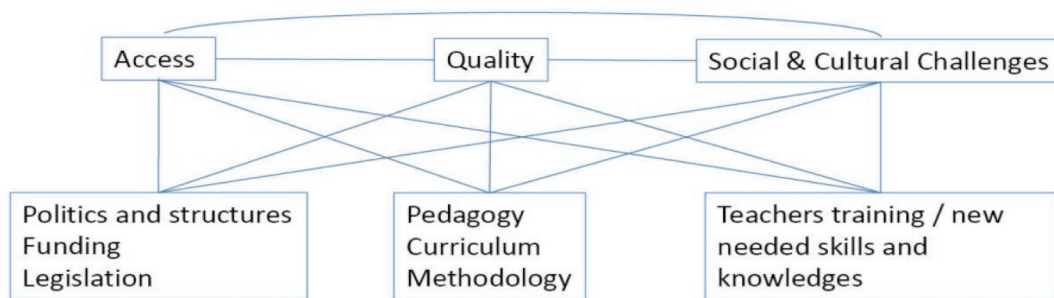 Access
Quality
Social & Cultural Challenges
Politics and structures
Funding
Legislation
Pedagogy
Curriculum
Methodology
Teachers training / new
needed skills and
knowledges